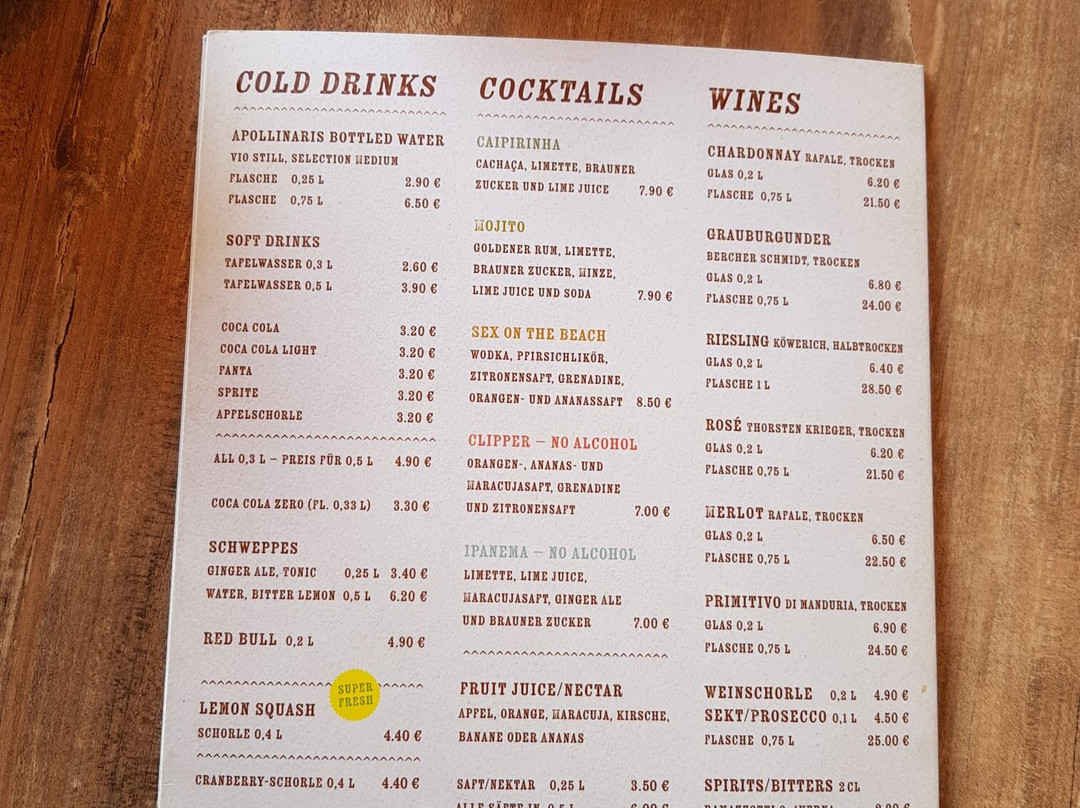 COLD DRINKS
APOLLINARIS BOTTLED WATER
VIO STILL, SELECTION MEDIUM
FLASCHE 0,25 L 2.90 €
FLASCHE 0,75 L 6.50 €
SOFT DRINKS
TAFELWASSER 0,3 L 2.60 €
TAFELWASSER 0,5 L 3.90 €
COCA COLA 3.20 €
COCA COLA LIGHT 3.20 €
FANTA 3.20 €
SPRITE 3.20 €
APFELSCHORLE 3.20 €
ALL 0,3 L – PREIS FÜR 0,5 L 4.90 €
COCA COLA ZERO (FL. 0,33 L) 3.30 €
SCHWEPPES
GINGER ALE, TONIC 0,25 L 3.40 €
WATER, BITTER LEMON 0,5 L 6.20 €
RED BULL 0,2 L 4.90 €
SUPER
FRESH
LEMON SQUASH
SCHORLE 0,4 L 4.40 €
CRANBERRY-SCHORLE 0,4 L 4.40 €
COCKTAILS
CAIPIRINHA
CACHAÇA, LIMETTE, BRAUNER
ZUCKER UND LIME JUICE 7.90 €
MOJITO
GOLDENER RUM, LIMETTE,
BRAUNER ZUCKER, MINZE,
LIME JUICE UND SODA 7.90 €
SEX ON THE BEACH
WODKA, PFIRSICHLIKÖR,
ZITRONENSAFT, GRENADINE,
ORANGEN- UND ANANASSAFT 8.50 €
CLIPPER – NO ALCOHOL
ORANGEN-, ANANAS- UND
MARACUJASAFT, GRENADINE
UND ZITRONENSAFT 7.00 €
IPANEMA – NO ALCOHOL
LIMETTE, LIME JUICE,
MARACUJASAFT, GINGER ALE
UND BRAUNER ZUCKER 7.00 €
FRUIT JUICE/NECTAR
APFEL, ORANGE, MARACUJA, KIRSCHE,
BANANE ODER ANANAS
SAFT/NEKTAR 0,25 L 3.50 €
ALLE SÄFTE IN 0,5 L
WINES
CHARDONNAY RAFALE, TROCKEN
GLAS 0,2 L 6.20 €
FLASCHE 0,75 L 21.50 €
GRAUBURGUNDER
BERCHER SCHMIDT, TROCKEN
GLAS 0,2 L 6.80 €
FLASCHE 0,75 L 24.00 €
RIESLING KÖWERICH, HALBTROCKEN
GLAS 0,2 L 6.40 €
FLASCHE 1 L 28.50 €
ROSÉ THORSTEN KRIEGER, TROCKEN
GLAS 0,2 L 6.20 €
FLASCHE 0,75 L 21.50 €
MERLOT RAFALE, TROCKEN
GLAS 0,2 L 6.50 €
FLASCHE 0,75 L 22.50 €
PRIMITIVO DI MANDURIA, TROCKEN
GLAS 0,2 L 6.90 €
FLASCHE 0,75 L 24.50 €
WEINSCHORLE 0,2 L 4.90 €
SEKT/PROSECCO 0,1 L 4.50 €
FLASCHE 0,75 L 25.00 €
SPIRITS/BITTERS 2 CL